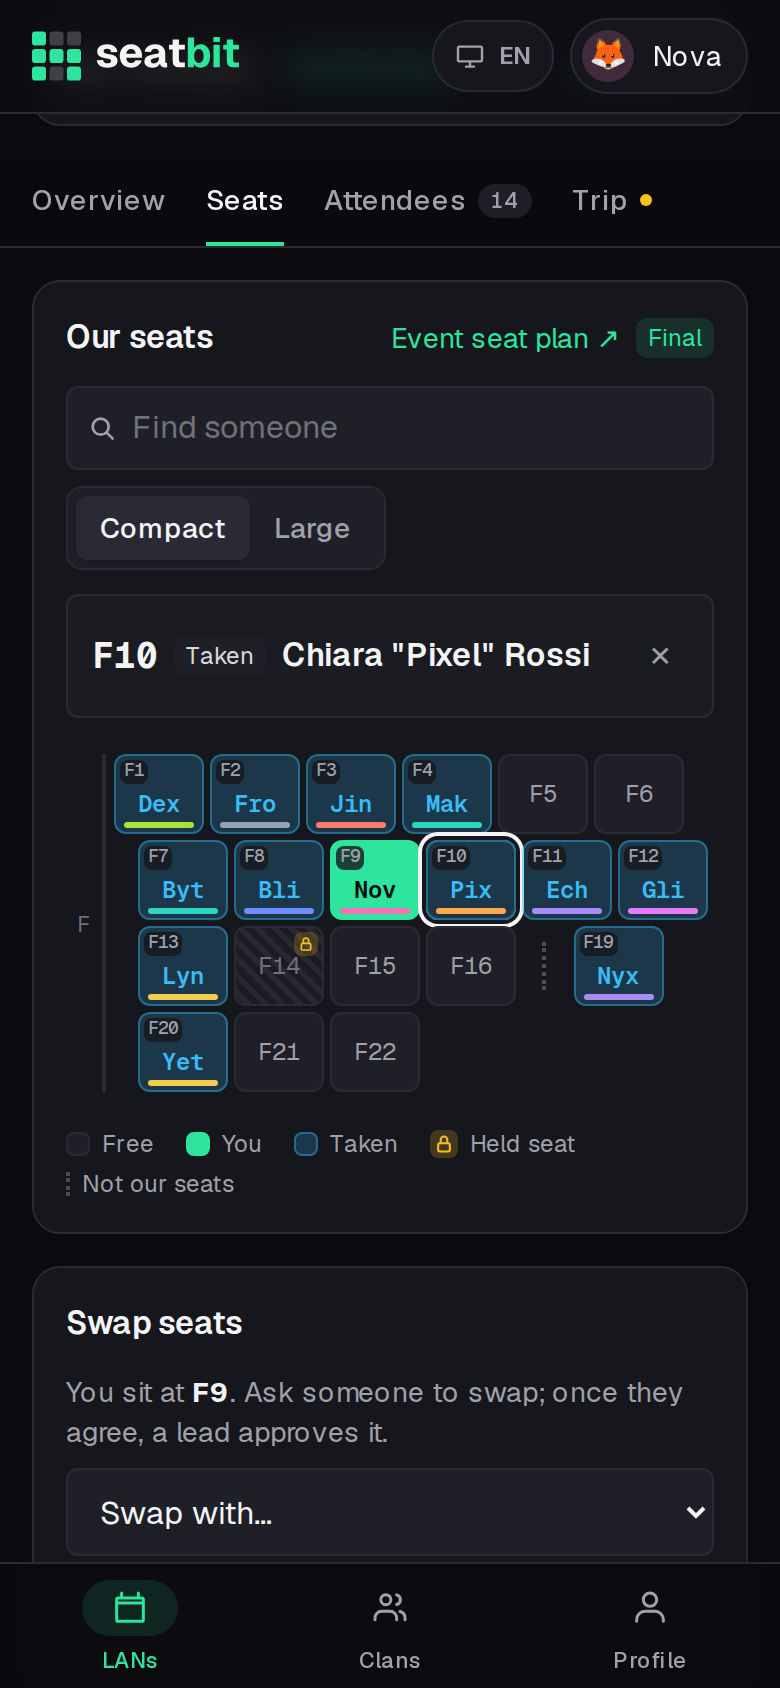 seatbit EN Nova
Overview Seats Attendees 14 Trip
Our seats Event seat plan ↗ Final
Find someone
Compact Large
F10 Taken Chiara "Pixel" Rossi ✕
F1 F2 F3 F4
Dex Fro Jin Mak F5 F6
F7 F8 F9 F10 F11 F12
Byt Bli Nov Pix Ech Gli
F
F13 F19
Lyn F14 F15 F16 Nyx
F20
Yet F21 F22
Free You Taken Held seat
Not our seats
Swap seats
You sit at F9. Ask someone to swap; once they
agree, a lead approves it.
Swap with…
LANs Clans Profile